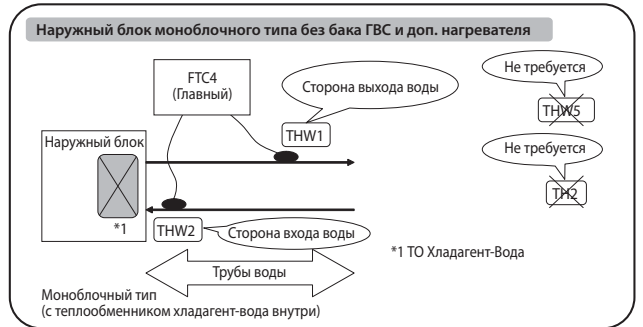 Наружный блок моноблочного типа без бака ГВС и доп. нагревателя
FTC4
(Главный)
Сторона выхода воды
THW1
Не требуется
THW5
Наружный блок
*1
Не требуется
TH2
THW2
Сторона входа воды
*1 ТО Хладагент-Вода
Трубы воды
Моноблочный тип
(с теплообменником хладагент-вода внутри)